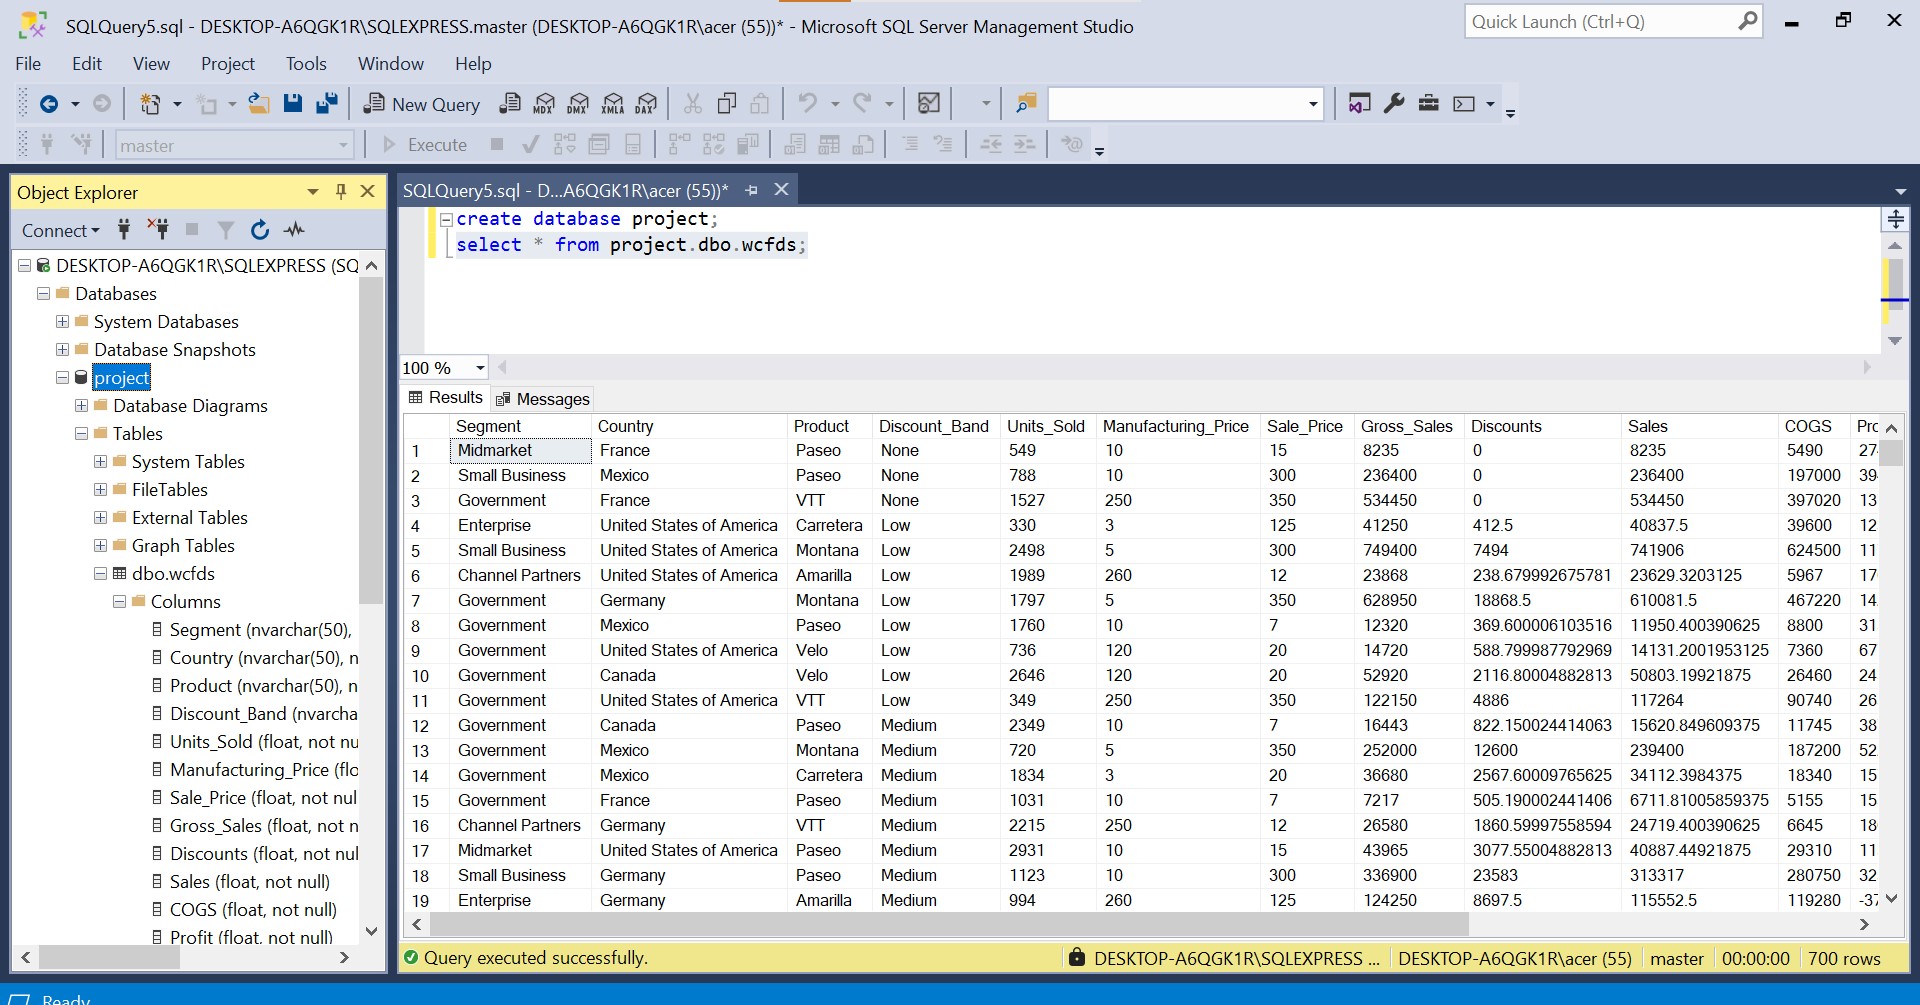 SQLQuery5.sql - DESKTOP-A6QGK1R\SQLEXPRESS.master (DESKTOP-A6QGK1R\acer (55))* - Microsoft SQL Server Management Studio
Quick Launch (Ctrl+Q)
File Edit View Project Tools Window Help
New Query MDX DMX XMLA DAX
master Execute
Object Explorer
Connect
DESKTOP-A6QGK1R\SQLEXPRESS (SQ
Databases
System Databases
Database Snapshots
project
Database Diagrams
Tables
System Tables
FileTables
External Tables
Graph Tables
dbo.wcfds
Columns
Segment (nvarchar(50),
Country (nvarchar(50), n
Product (nvarchar(50), n
Discount_Band (nvarcha
Units_Sold (float, not nu
Manufacturing_Price (flo
Sale_Price (float, not nul
Gross_Sales (float, not n
Discounts (float, not nul
Sales (float, not null)
COGS (float, not null)
Profit (float, not null)
SQLQuery5.sql - D...A6QGK1R\acer (55))*
create database project;
select * from project.dbo.wcfds;
100 %
Results Messages
Segment Country Product Discount_Band Units_Sold Manufacturing_Price Sale_Price Gross_Sales Discounts Sales COGS Prc
1 Midmarket France Paseo None 549 10 15 8235 0 8235 5490 27
2 Small Business Mexico Paseo None 788 10 300 236400 0 236400 197000 39
3 Government France VTT None 1527 250 350 534450 0 534450 397020 13
4 Enterprise United States of America Carretera Low 330 3 125 41250 412.5 40837.5 39600 12
5 Small Business United States of America Montana Low 2498 5 300 749400 7494 741906 624500 11
6 Channel Partners United States of America Amarilla Low 1989 260 12 23868 238.679992675781 23629.3203125 5967 17
7 Government Germany Montana Low 1797 5 350 628950 18868.5 610081.5 467220 14
8 Government Mexico Paseo Low 1760 10 7 12320 369.600006103516 11950.400390625 8800 31
9 Government United States of America Velo Low 736 120 20 14720 588.799987792969 14131.2001953125 7360 67
10 Government Canada Velo Low 2646 120 20 52920 2116.80004882813 50803.19921875 26460 24
11 Government United States of America VTT Low 349 250 350 122150 4886 117264 90740 26
12 Government Canada Paseo Medium 2349 10 7 16443 822.150024414063 15620.849609375 11745 38
13 Government Mexico Montana Medium 720 5 350 252000 12600 239400 187200 52
14 Government Mexico Carretera Medium 1834 3 20 36680 2567.60009765625 34112.3984375 18340 15
15 Government France Paseo Medium 1031 10 7 7217 505.190002441406 6711.81005859375 5155 15
16 Channel Partners Germany VTT Medium 2215 250 12 26580 1860.59997558594 24719.400390625 6645 18
17 Midmarket United States of America Paseo Medium 2931 10 15 43965 3077.55004882813 40887.44921875 29310 11
18 Small Business Germany Paseo Medium 1123 10 300 336900 23583 313317 280750 32
19 Enterprise Germany Amarilla Medium 994 260 125 124250 8697.5 115552.5 119280 -37
Query executed successfully. DESKTOP-A6QGK1R\SQLEXPRESS ... DESKTOP-A6QGK1R\acer (55) master 00:00:00 700 rows
Ready